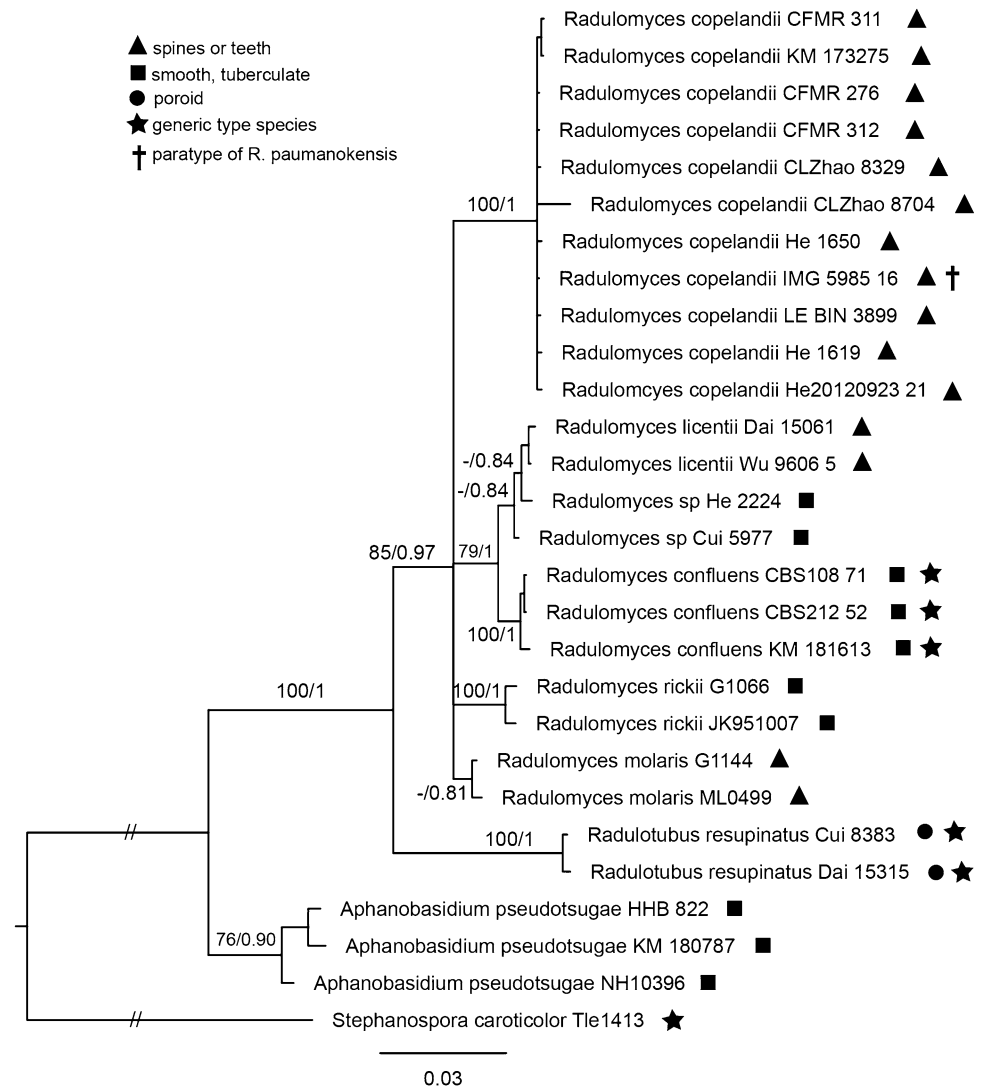 spines or teeth
smooth, tuberculate
poroid
generic type species
paratype of R. paumanokensis
Radulomyces copelandii CFMR 311
Radulomyces copelandii KM 173275
Radulomyces copelandii CFMR 276
Radulomyces copelandii CFMR 312
Radulomyces copelandii CLZhao 8329
100/1
Radulomyces copelandii CLZhao 8704
Radulomyces copelandii He 1650
Radulomyces copelandii IMG 5985 16
Radulomyces copelandii LE BIN 3899
Radulomyces copelandii He 1619
Radulomcyes copelandii He20120923 21
Radulomyces licentii Dai 15061
-/0.84
Radulomyces licentii Wu 9606 5
-/0.84
Radulomyces sp He 2224
Radulomyces sp Cui 5977
85/0.97
79/1
Radulomyces confluens CBS108 71
Radulomyces confluens CBS212 52
100/1
Radulomyces confluens KM 181613
100/1
100/1
Radulomyces rickii G1066
Radulomyces rickii JK951007
Radulomyces molaris G1144
-/0.81
Radulomyces molaris ML0499
100/1
Radulotubus resupinatus Cui 8383
Radulotubus resupinatus Dai 15315
Aphanobasidium pseudotsugae HHB 822
76/0.90
Aphanobasidium pseudotsugae KM 180787
Aphanobasidium pseudotsugae NH10396
Stephanospora caroticolor Tle1413
0.03